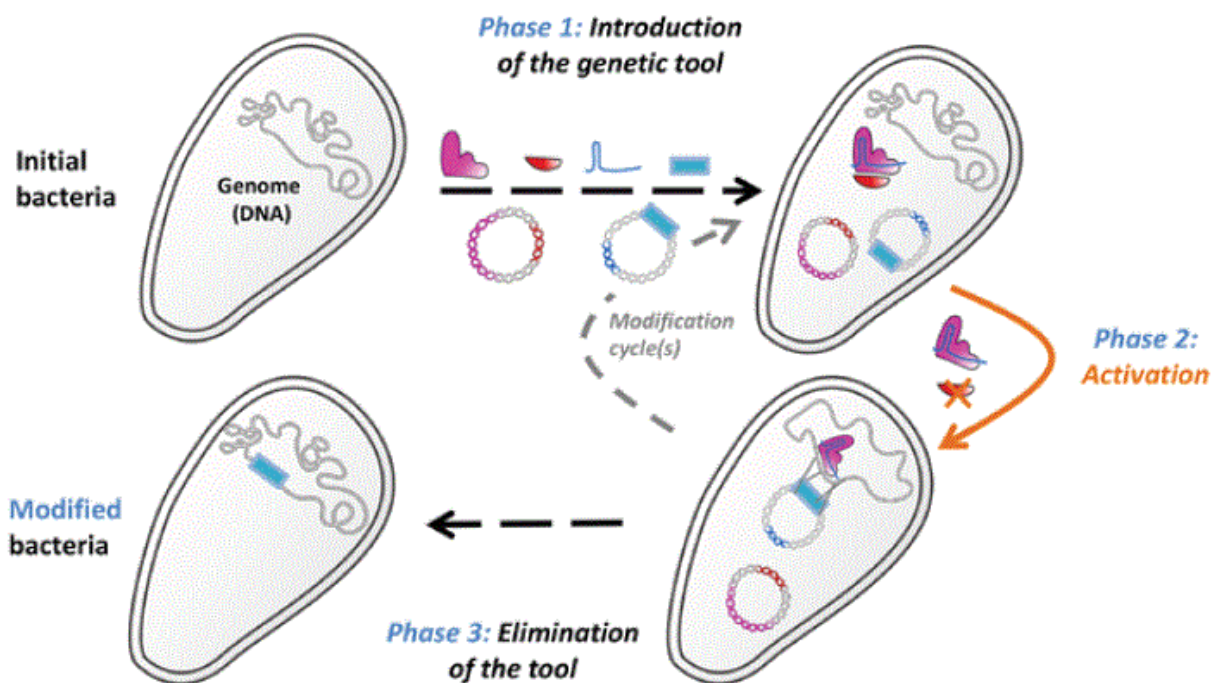 Phase 1: Introduction
of the genetic tool
Initial
bacteria
Genome
(DNA)
Modification
cycle(s)
Phase 2:
Activation
Modified
bacteria
Phase 3: Elimination
of the tool